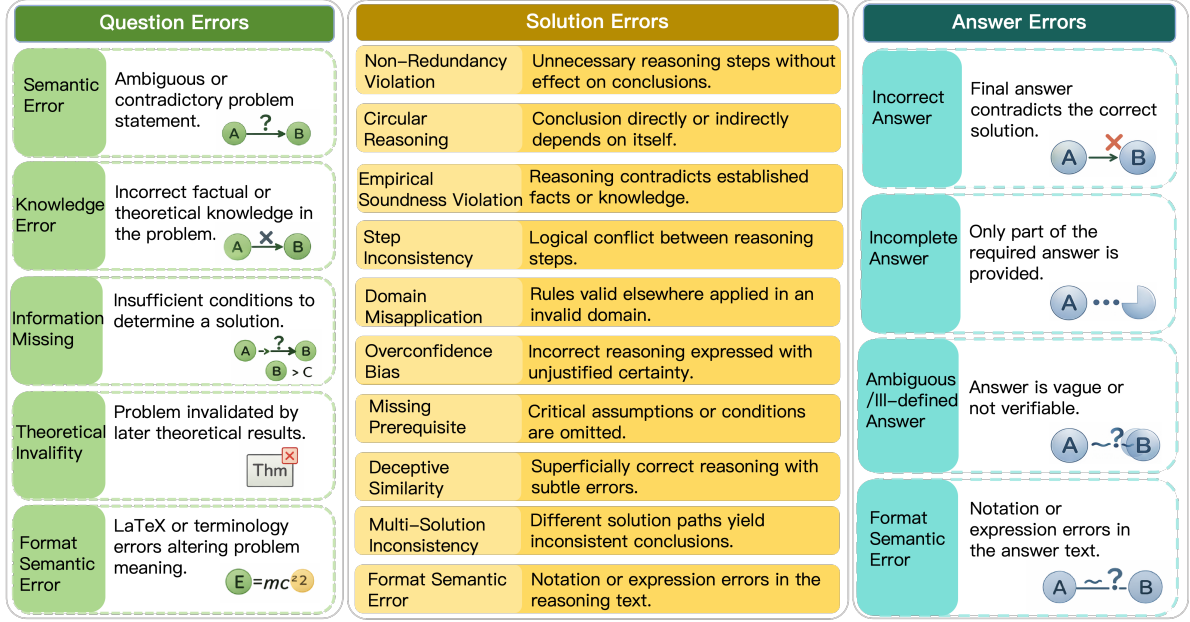 Question Errors
Semantic
Error
Ambiguous or
contradictory problem
statement.
?
A
B
Knowledge
Error
Incorrect factual or
theoretical knowledge in
the problem.
A
B
Information
Missing
Insufficient conditions to
determine a solution.
?
A
B
B > C
Theoretical
Invalifity
Problem invalidated by
later theoretical results.
Thm
Format
Semantic
Error
LaTeX or terminology
errors altering problem
meaning.
E=mc² 2
Solution Errors
Non-Redundancy
Violation
Unnecessary reasoning steps without
effect on conclusions.
Circular
Reasoning
Conclusion directly or indirectly
depends on itself.
Empirical
Soundness Violation
Reasoning contradicts established
facts or knowledge.
Step
Inconsistency
Logical conflict between reasoning
steps.
Domain
Misapplication
Rules valid elsewhere applied in an
invalid domain.
Overconfidence
Bias
Incorrect reasoning expressed with
unjustified certainty.
Missing
Prerequisite
Critical assumptions or conditions
are omitted.
Deceptive
Similarity
Superficially correct reasoning with
subtle errors.
Multi-Solution
Inconsistency
Different solution paths yield
inconsistent conclusions.
Format Semantic
Error
Notation or expression errors in the
reasoning text.
Answer Errors
Incorrect
Answer
Final answer
contradicts the correct
solution.
A
B
Incomplete
Answer
Only part of the
required answer is
provided.
A
Ambiguous
/Ill-defined
Answer
Answer is vague or
not verifiable.
A ~?B
Format
Semantic
Error
Notation or
expression errors in
the answer text.
A ~? B